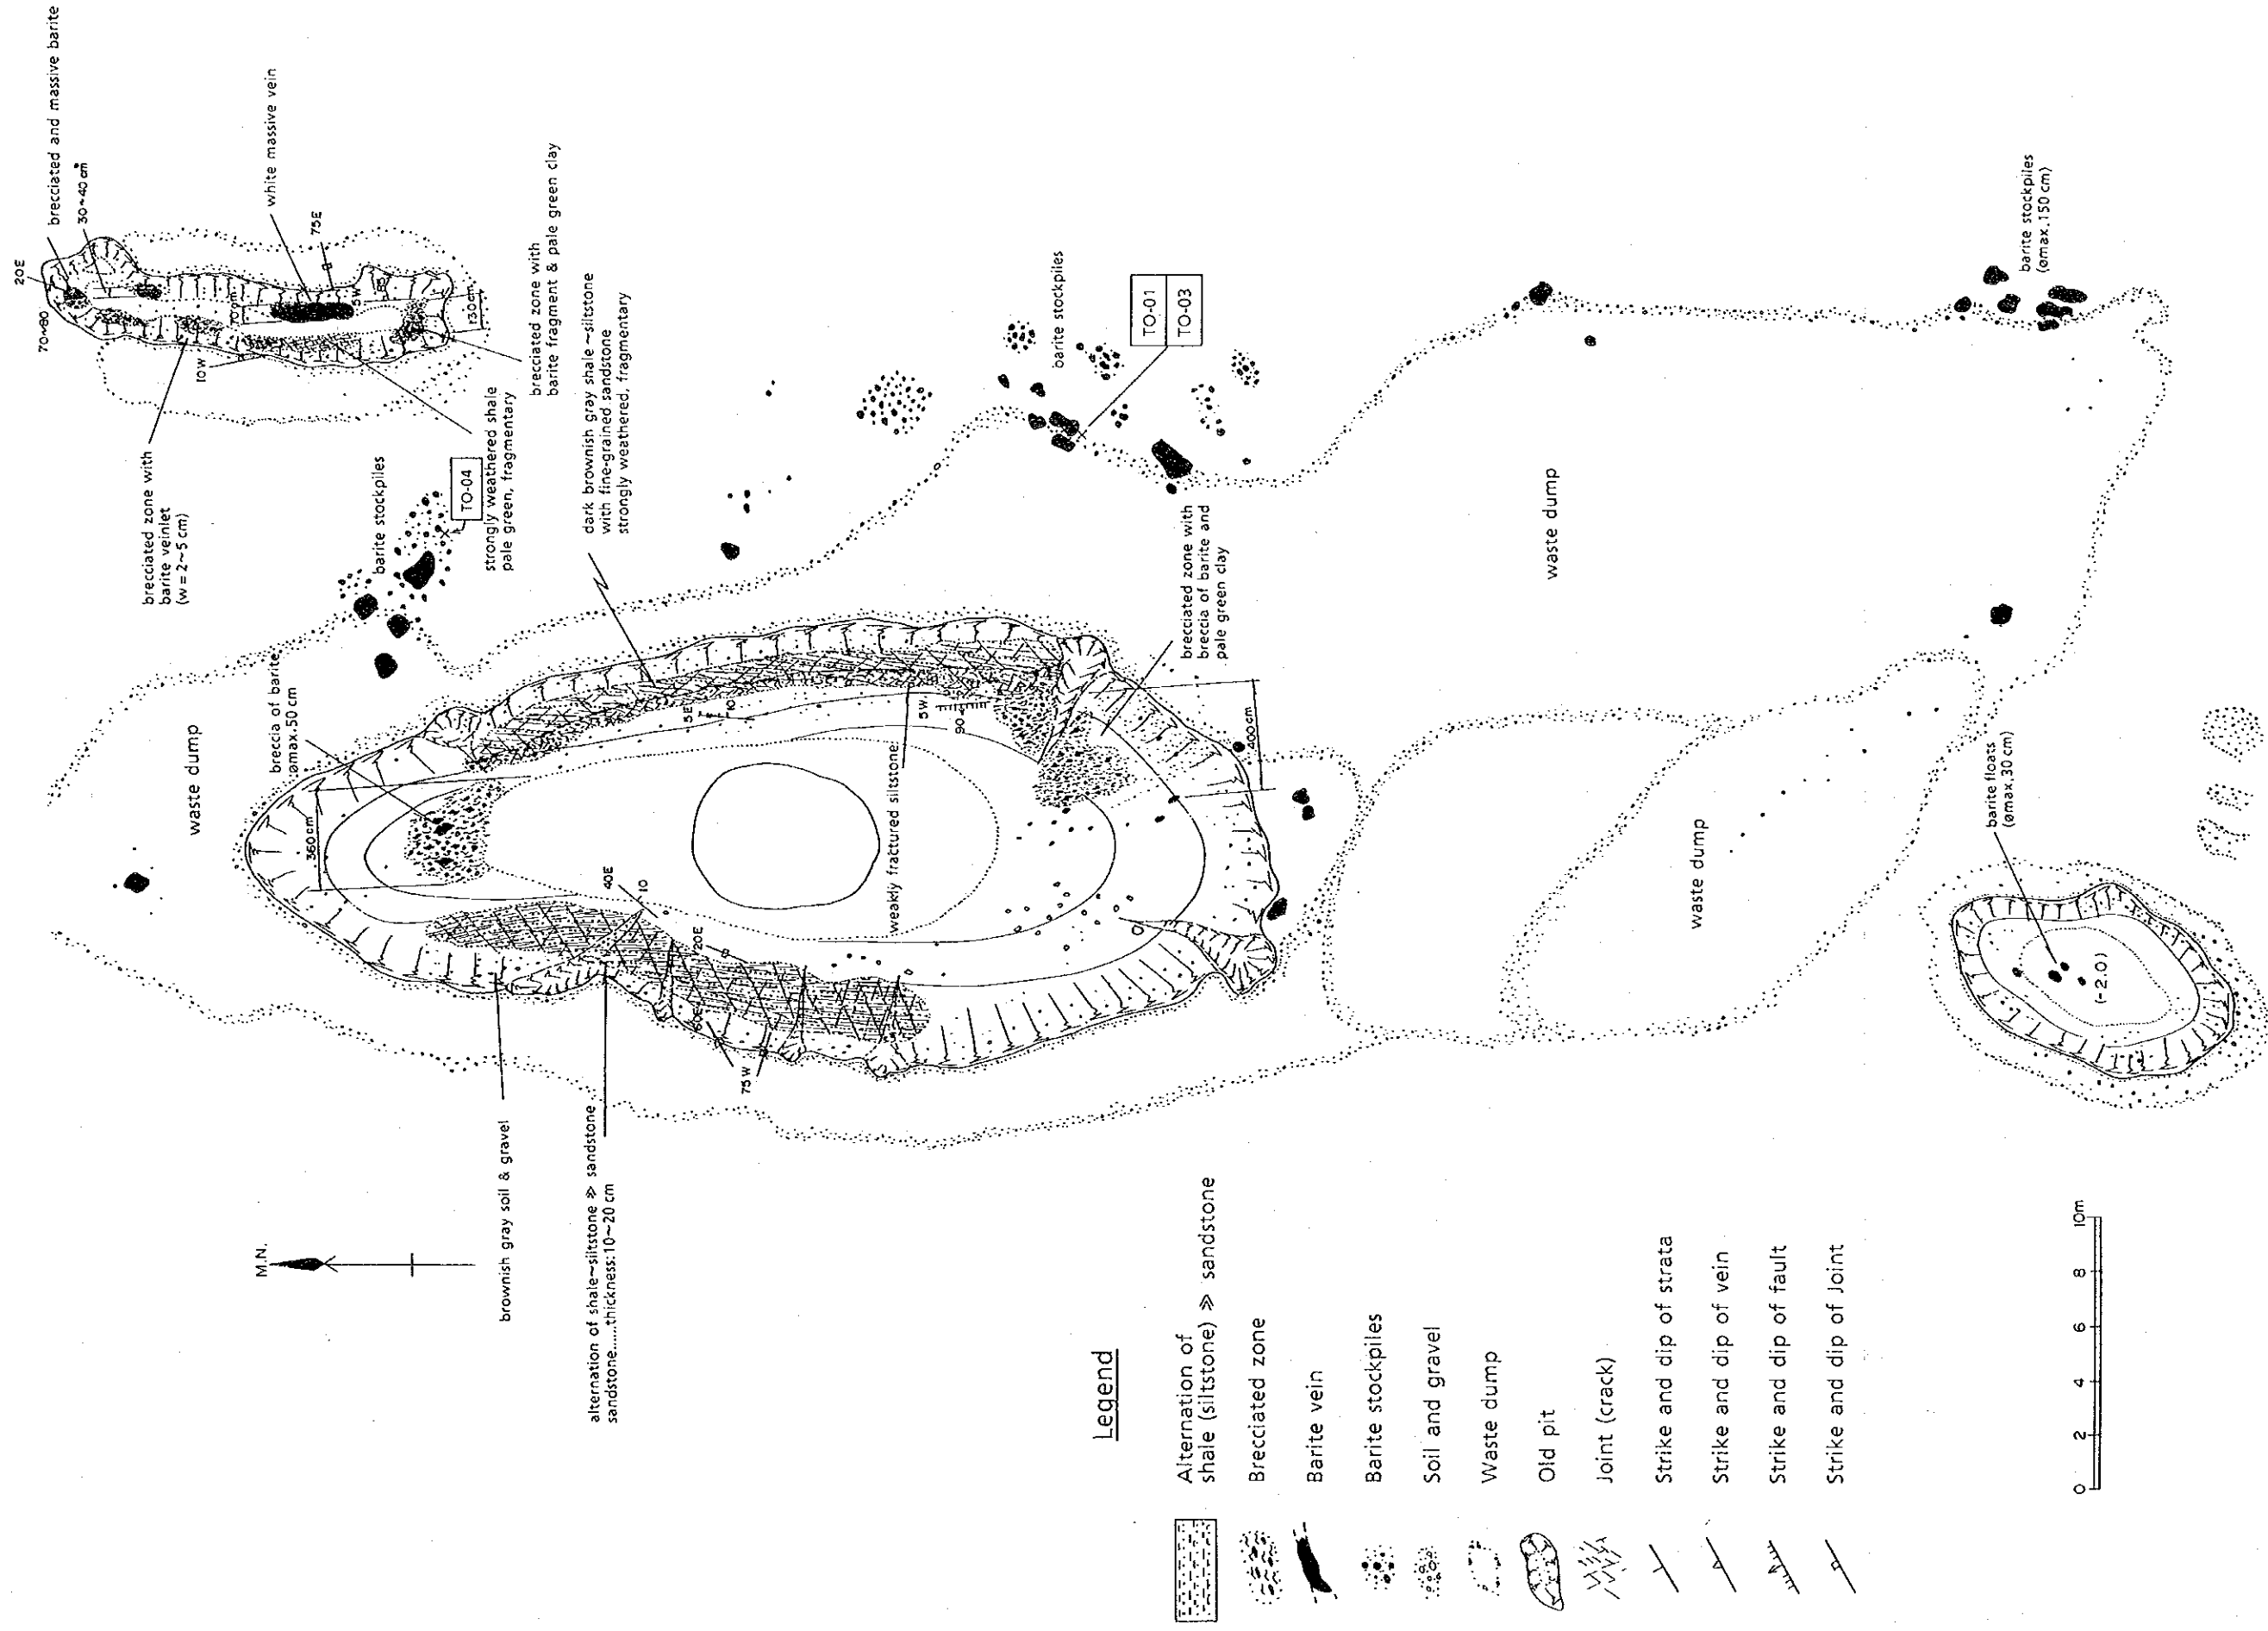 20E
70~80
brecciated and massive barite
30~40cm
white massive vein
75E
70cm
5W
85
130cm
10W
brecciated zone with
barite veinlet
(w = 2~5 cm)
strongly weathered shale
pale green, fragmentary
brecciated zone with
barite fragment & pale green clay
barite stockpiles
TO-04
dark brownish gray shale~siltstone
with fine-grained sandstone
strongly weathered, fragmentary
waste dump
breccia of barite
ømax.50 cm
360cm
40E
10
20E
60E
75W
5E
10
weakly fractured siltstone
5W
90
brecciated zone with
breccia of barite and
pale green clay
400cm
barite stockpiles
TO-01
TO-03
waste dump
waste dump
barite stockpiles
(ømax.150 cm)
barite floats
(ømax.30 cm)
(-2.0)
M.N.
brownish gray soil & gravel
alternation of shale~siltstone ≫ sandstone
sandstone.....thickness:10~20 cm
Legend
Alternation of
shale (siltstone) ≫ sandstone
Brecciated zone
Barite vein
Barite stockpiles
Soil and gravel
Waste dump
Old pit
Joint (crack)
Strike and dip of strata
Strike and dip of vein
Strike and dip of fault
Strike and dip of Joint
0 2 4 6 8 10m